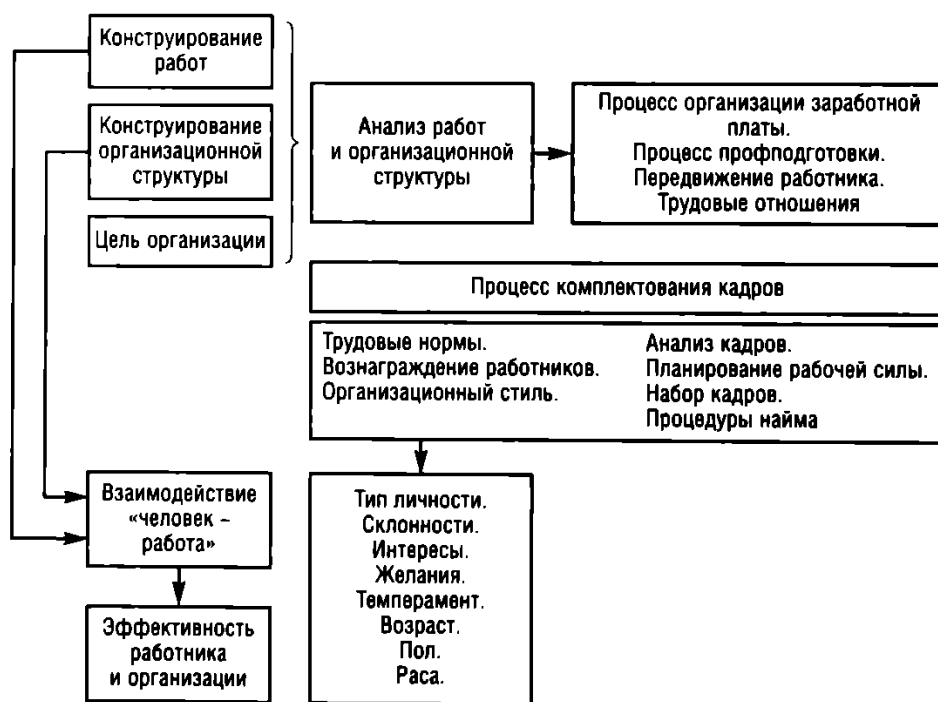 Конструирование
работ
Конструирование
организационной
структуры
Цель организации
Анализ работ
и организационной
структуры
Процесс организации заработной
платы.
Процесс профподготовки.
Передвижение работника.
Трудовые отношения
Процесс комплектования кадров
Трудовые нормы.
Вознаграждение работников.
Организационный стиль.
Анализ кадров.
Планирование рабочей силы.
Набор кадров.
Процедуры найма
Взаимодействие
«человек –
работа»
Эффективность
работника
и организации
Тип личности.
Склонности.
Интересы.
Желания.
Темперамент.
Возраст.
Пол.
Раса.